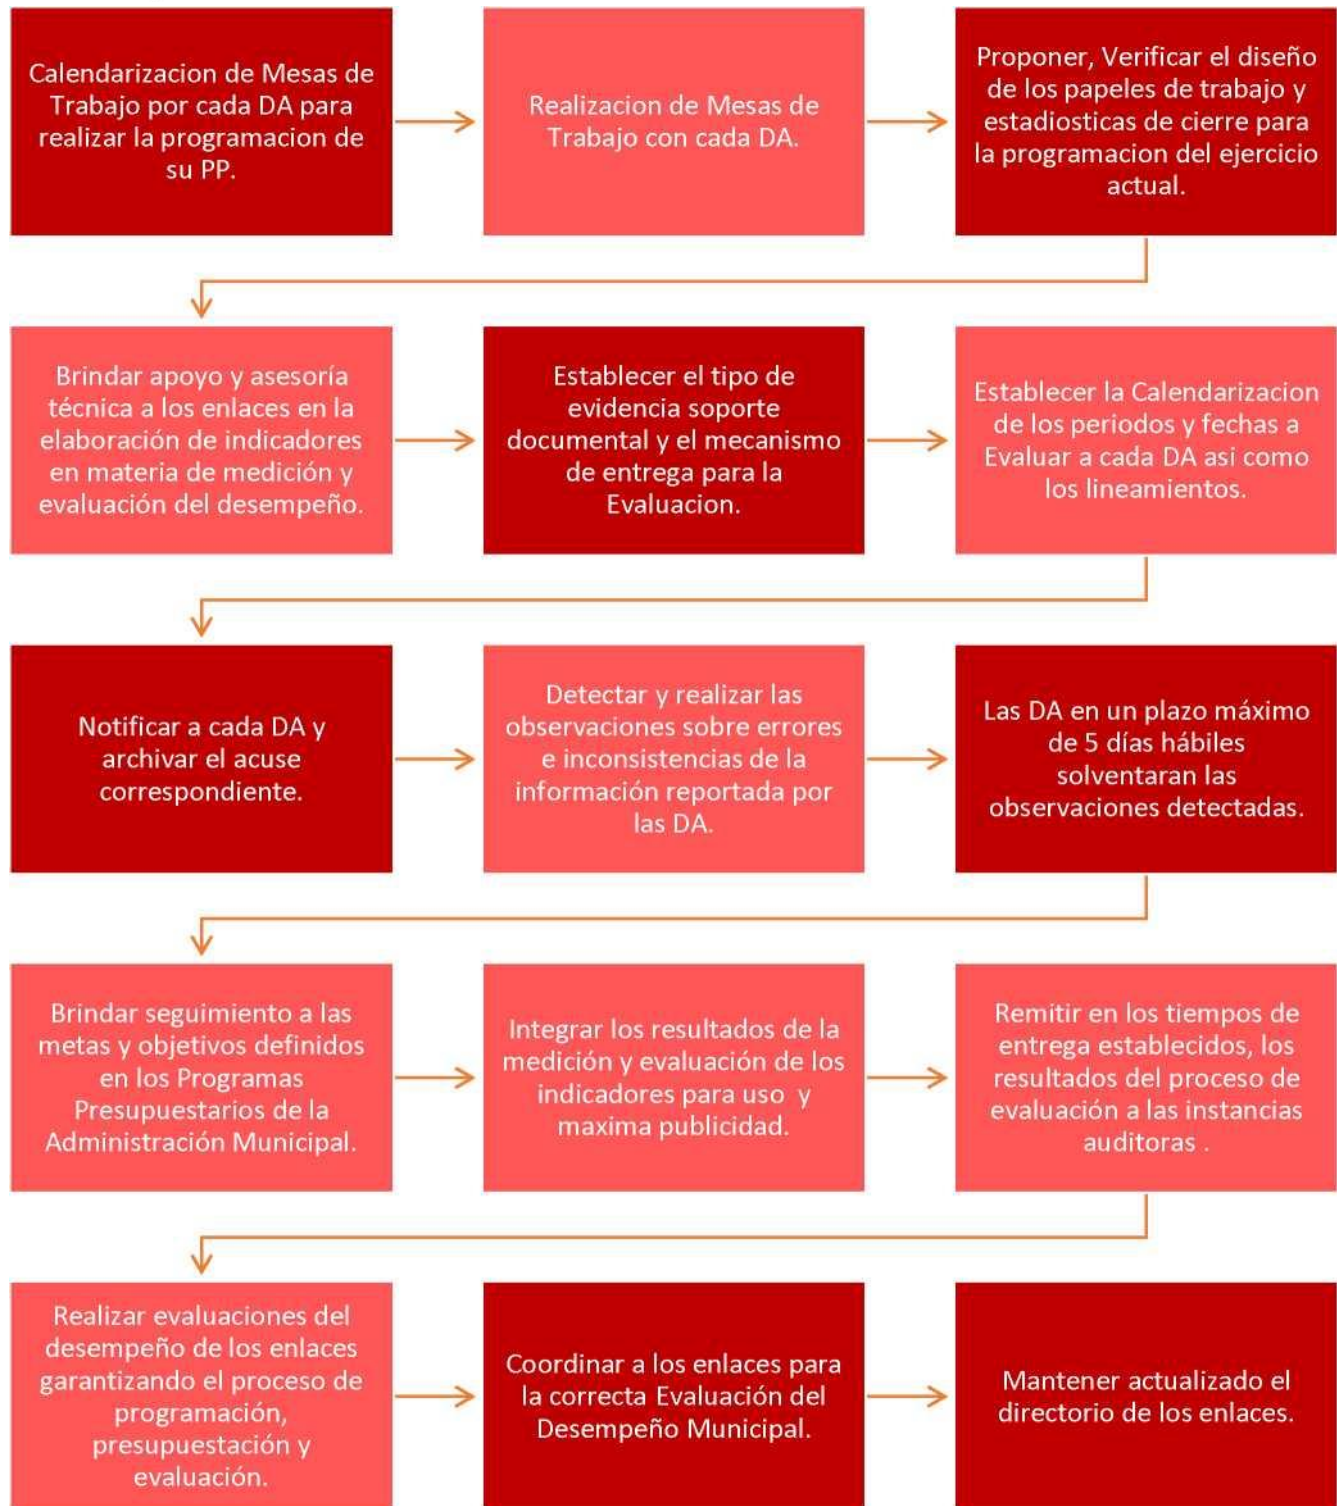 Calendarizacion de Mesas de
Trabajo por cada DA para
realizar la programacion de
su PP.
Realizacion de Mesas de
Trabajo con cada DA.
Proponer, Verificar el diseño
de los papeles de trabajo y
estadiosticas de cierre para
la programacion del ejercicio
actual.
Brindar apoyo y asesoría
técnica a los enlaces en la
elaboración de indicadores
en materia de medición y
evaluación del desempeño.
Establecer el tipo de
evidencia soporte
documental y el mecanismo
de entrega para la
Evaluacion.
Establecer la Calendarizacion
de los periodos y fechas a
Evaluar a cada DA asi como
los lineamientos.
Notificar a cada DA y
archivar el acuse
correspondiente.
Detectar y realizar las
observaciones sobre errores
e inconsistencias de la
información reportada por
las DA.
Las DA en un plazo máximo
de 5 días hábiles
solventaran las
observaciones detectadas.
Brindar seguimiento a las
metas y objetivos definidos
en los Programas
Presupuestarios de la
Administración Municipal.
Integrar los resultados de la
medición y evaluación de los
indicadores para uso y
maxima publicidad.
Remitir en los tiempos de
entrega establecidos, los
resultados del proceso de
evaluación a las instancias
auditoras .
Realizar evaluaciones del
desempeño de los enlaces
garantizando el proceso de
programación,
presupuestación y
evaluación.
Coordinar a los enlaces para
la correcta Evaluación del
Desempeño Municipal.
Mantener actualizado el
directorio de los enlaces.